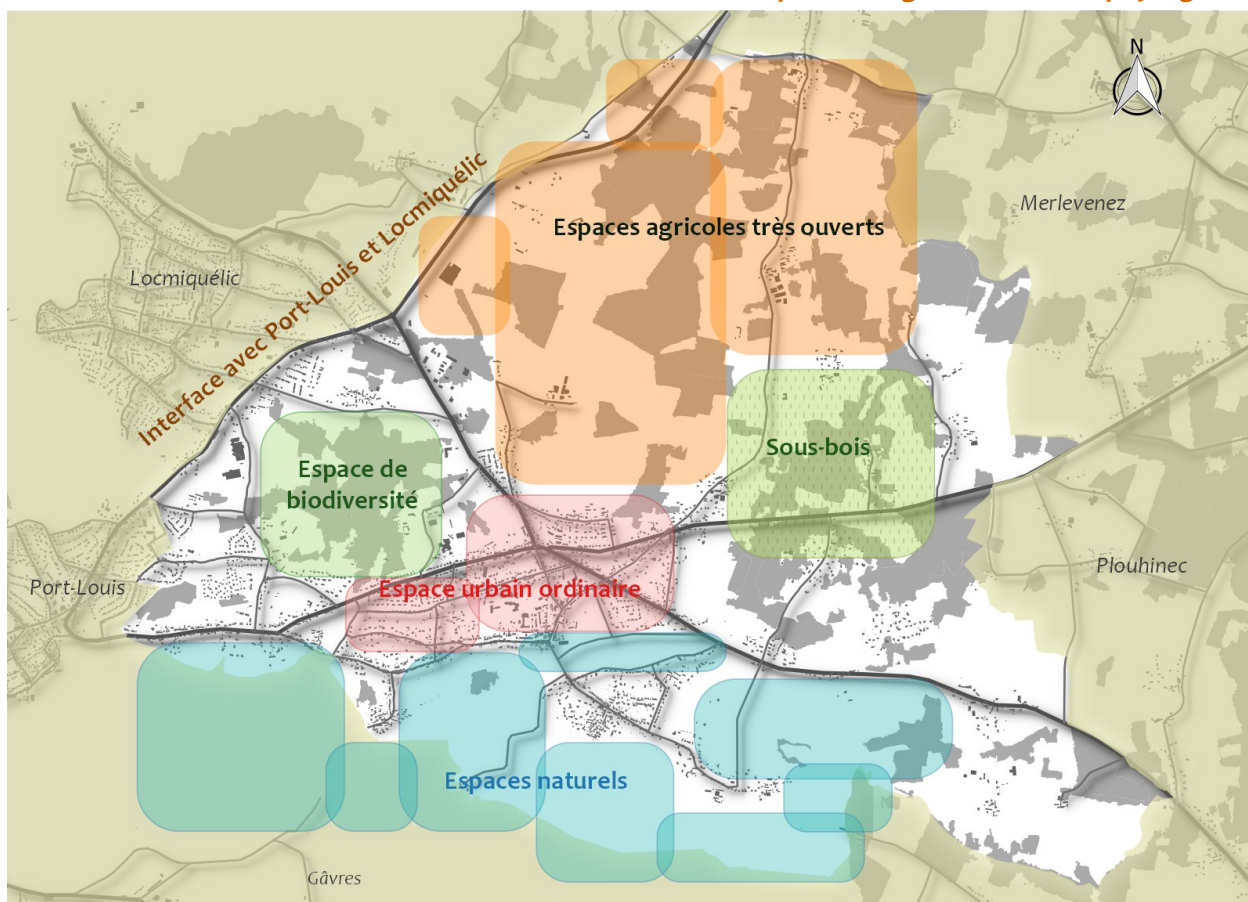 N
Merlevenez
Espaces agricoles très ouverts
Interface avec Port-Louis et Locmiquélic
Locmiquélic
Sous-bois
Espace de
biodiversité
Plouhinec
Port-Louis
Espace urbain ordinaire
Espaces naturels
Gâvres